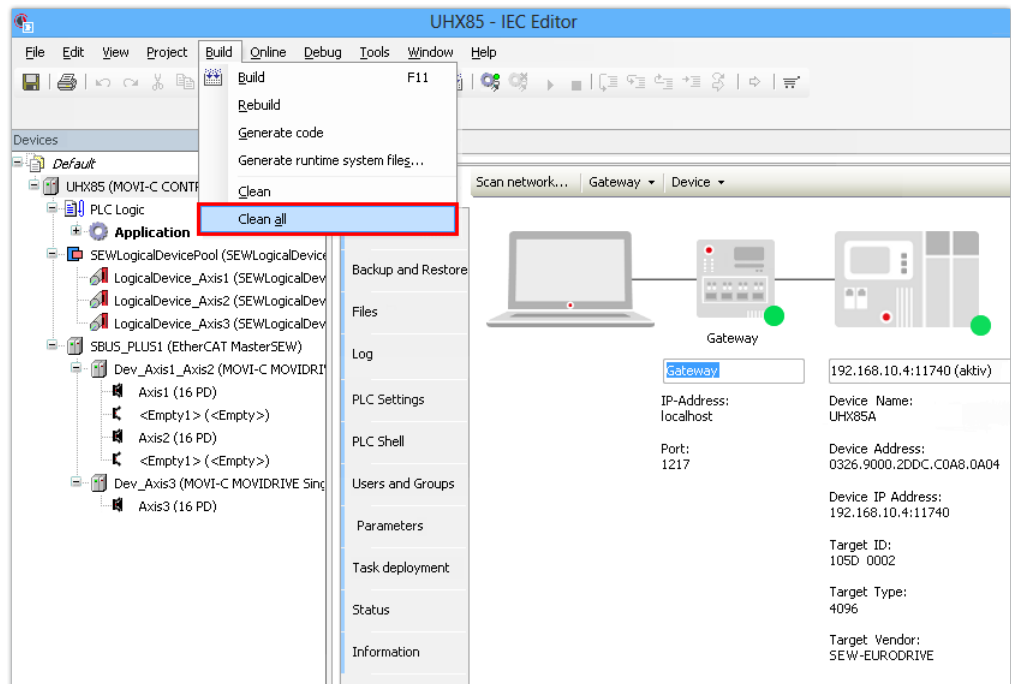 UHX85 - IEC Editor
File Edit View Project Build Online Debug Tools Window Help
Build F11
Rebuild
Generate code
Generate runtime system files...
Clean
Clean all
Devices
Default
UHX85 (MOVI-C CONTR
PLC Logic
Application
SEWLogicalDevicePool (SEWLogicalDevice
LogicalDevice_Axis1 (SEWLogicalDev
LogicalDevice_Axis2 (SEWLogicalDev
LogicalDevice_Axis3 (SEWLogicalDev
SBUS_PLUS1 (EtherCAT MasterSEW)
Dev_Axis1_Axis2 (MOVI-C MOVIDRI
Axis1 (16 PD)
<Empty1> (<Empty>)
Axis2 (16 PD)
<Empty1> (<Empty>)
Dev_Axis3 (MOVI-C MOVIDRIVE Sing
Axis3 (16 PD)
Backup and Restore
Files
Log
PLC Settings
PLC Shell
Users and Groups
Parameters
Task deployment
Status
Information
Scan network... Gateway Device
Gateway
Gateway
IP-Address:
localhost
Port:
1217
192.168.10.4:11740 (aktiv)
Device Name:
UHX85A
Device Address:
0326.9000.2DDC.C0A8.0A04
Device IP Address:
192.168.10.4:11740
Target ID:
105D 0002
Target Type:
4096
Target Vendor:
SEW-EURODRIVE